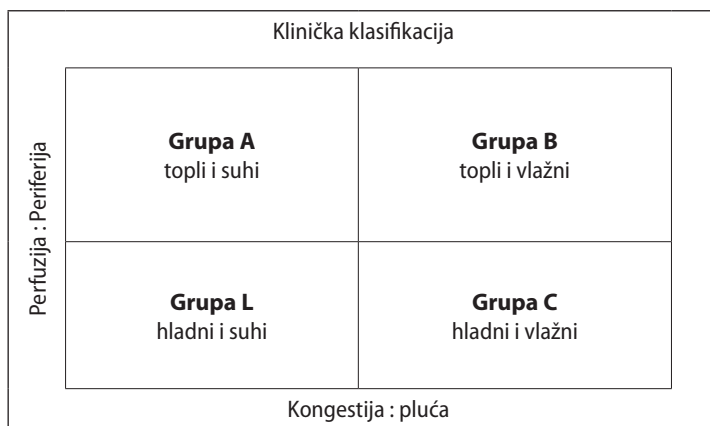 Klinička klasifikacija
Perfuzija : Periferija
Grupa A
topli i suhi
Grupa B
topli i vlažni
Grupa L
hladni i suhi
Grupa C
hladni i vlažni
Kongestija : pluća